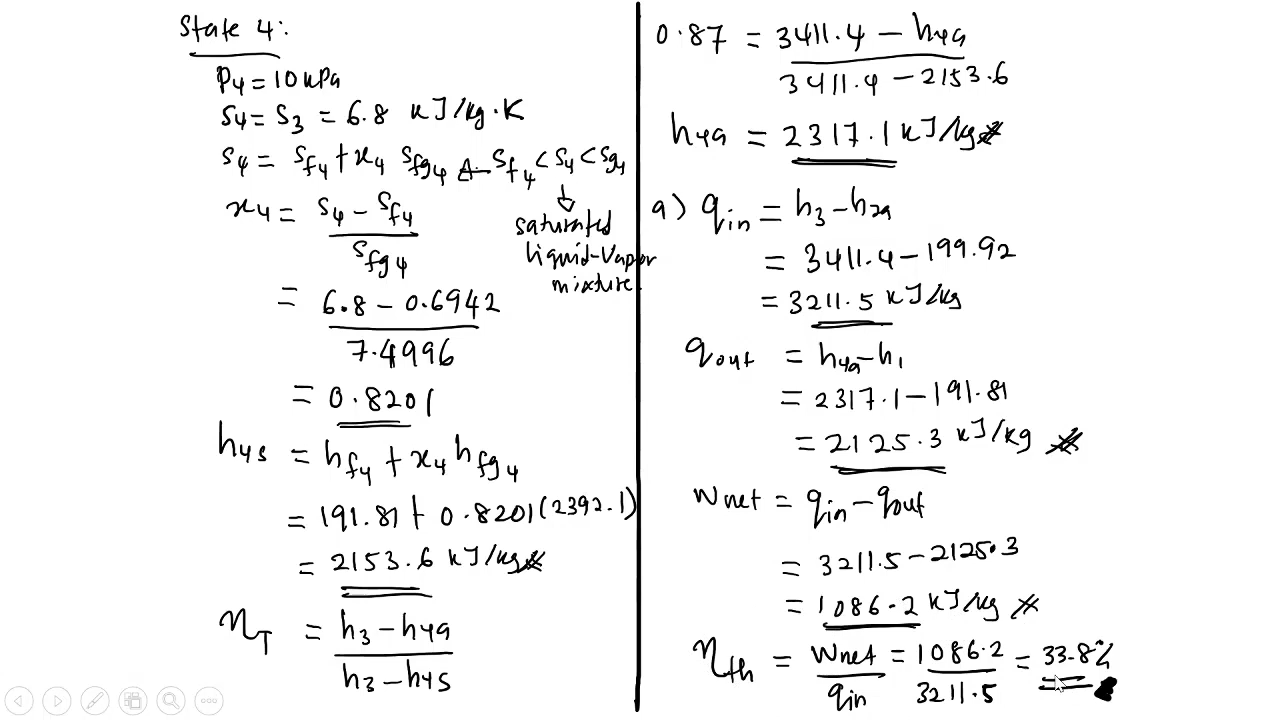 State 4:
P4 = 10 kPa
S4 = S3 = 6.8 kJ/kg·K
S4 = Sf4 + x4 Sfg4 Sf4 < S4 < Sg4
↓
saturated
liquid-vapor
mixture.
x4 = S4 - Sf4
Sfg4
= 6.8 - 0.6942
7.4996
= 0.8201
h4s = hf4 + x4 hfg4
= 191.81 + 0.8201 (2392.1)
= 2153.6 kJ/kg
ηT = h3 - h4a
h3 - h4s
0.87 = 3411.4 - h4a
3411.4 - 2153.6
h4a = 2317.1 kJ/kg
a) qin = h3 - h2a
= 3411.4 - 199.92
= 3211.5 kJ/kg
qout = h4a - h1
= 2317.1 - 191.81
= 2125.3 kJ/kg
Wnet = qin - qout
= 3211.5 - 2125.3
= 1086.2 kJ/kg
ηth = Wnet = 1086.2 = 33.8%
qin 3211.5